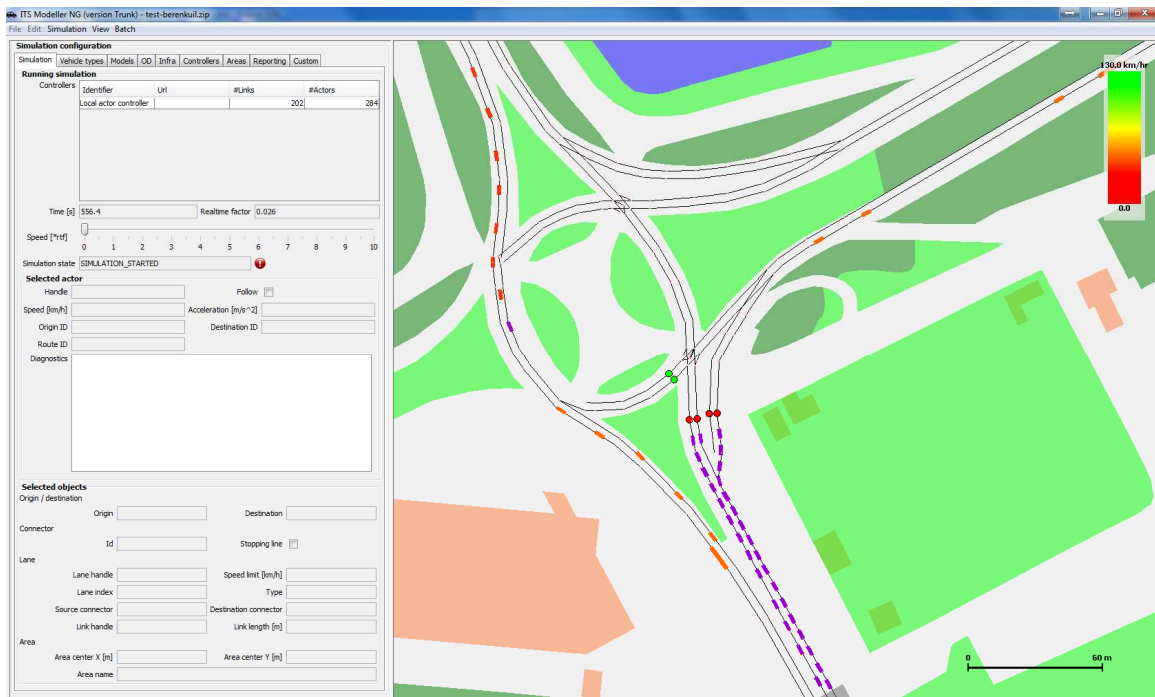 ITS Modeller NG (version Trunk) - test-berenkuil.zip
File Edit Simulation View Batch
Simulation configuration
Simulation Vehicle types Models OD Infra Controllers Areas Reporting Custom
Running simulation
Controllers Identifier Url #Links #Actors
Local actor controller 202 284
Time [s] 556.4 Realtime factor 0.026
Speed [*rtf]
0 1 2 3 4 5 6 7 8 9 10
Simulation state SIMULATION_STARTED
Selected actor
Handle Follow
Speed [km/h] Acceleration [m/s^2]
Origin ID Destination ID
Route ID
Diagnostics
Selected objects
Origin / destination
Origin Destination
Connector
Id Stopping line
Lane
Lane handle Speed limit [km/h]
Lane index Type
Source connector Destination connector
Link handle Link length [m]
Area
Area center X [m] Area center Y [m]
Area name
130.0 km/hr
0.0
0 60 m